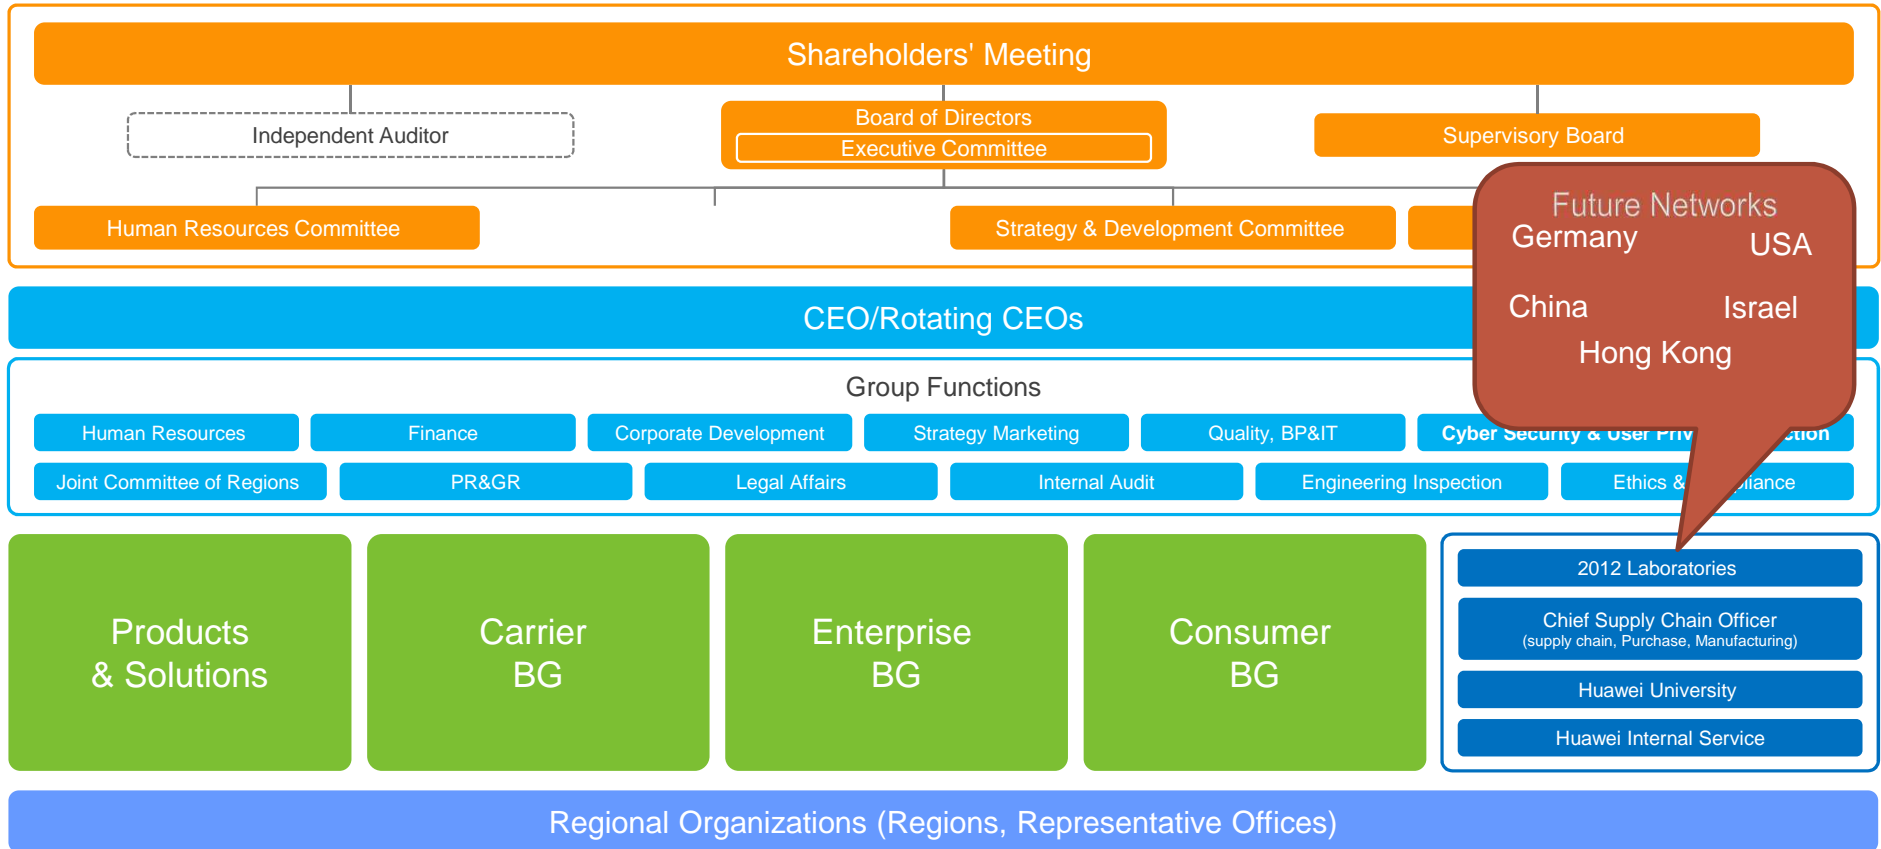 Shareholders' Meeting
Independent Auditor
Board of Directors
Executive Committee
Supervisory Board
Human Resources Committee
Strategy & Development Committee
Future Networks
Germany
USA
China
Israel
Hong Kong
CEO/Rotating CEOs
Group Functions
Human Resources
Finance
Corporate Development
Strategy Marketing
Quality, BP&IT
Cyber Security & User
Joint Committee of Regions
PR&GR
Legal Affairs
Internal Audit
Engineering Inspection
Ethics &
Products
& Solutions
Carrier
BG
Enterprise
BG
Consumer
BG
2012 Laboratories
Chief Supply Chain Officer
(supply chain, Purchase, Manufacturing)
Huawei University
Huawei Internal Service
Regional Organizations (Regions, Representative Offices)